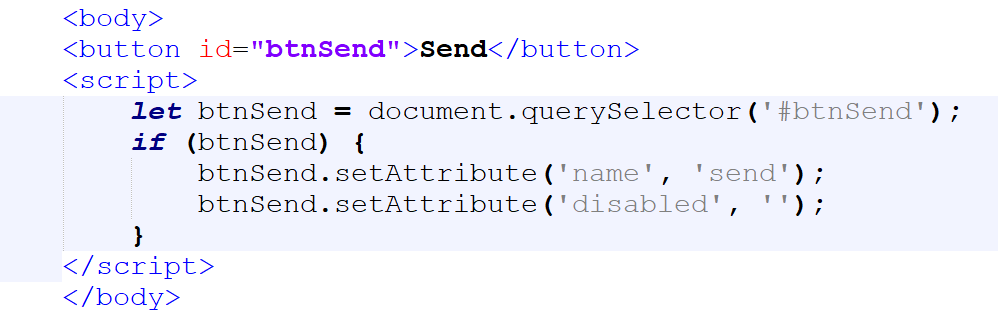 <body>
<button id="btnSend">Send</button>
<script>
let btnSend = document.querySelector('#btnSend');
if (btnSend) {
btnSend.setAttribute('name', 'send');
btnSend.setAttribute('disabled', '');
}
</script>
</body>